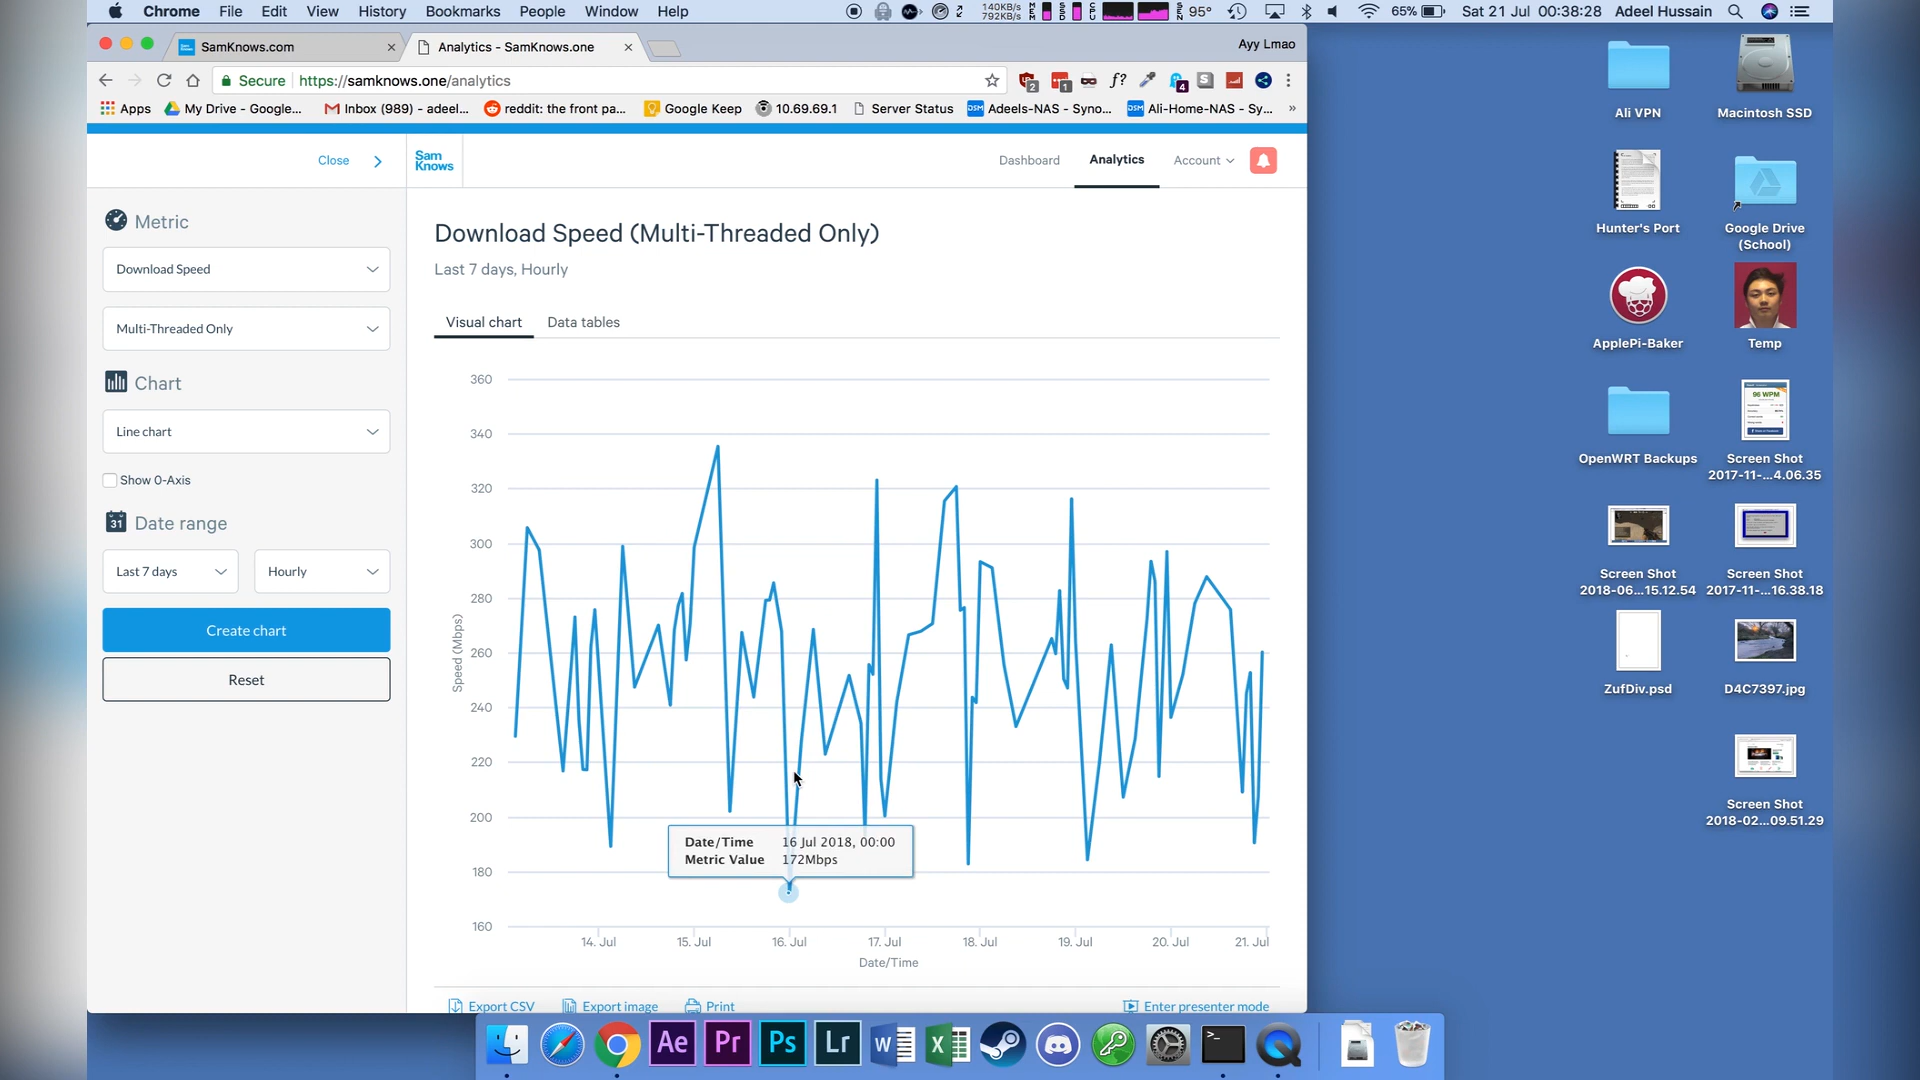 Chrome File Edit View History Bookmarks People Window Help
140KB/s
792KB/s
95° 65% Sat 21 Jul 00:38:28 Adeel Hussain
SamKnows.com
Analytics - SamKnows.one
Ayy Lmao
Secure https://samknows.one/analytics
Apps My Drive - Google... Inbox (989) - adeel... reddit: the front pa... Google Keep 10.69.69.1 Server Status Adeels-NAS - Syno... Ali-Home-NAS - Sy... »
Close
Sam
Knows
Dashboard Analytics Account
Metric
Download Speed
Multi-Threaded Only
Chart
Line chart
Show 0-Axis
31 Date range
Last 7 days Hourly
Create chart
Reset
Download Speed (Multi-Threaded Only)
Last 7 days, Hourly
Visual chart Data tables
360
340
320
300
280
260
240
220
200
180
160
Speed (Mbps)
Date/Time 16 Jul 2018, 00:00
Metric Value 172Mbps
14. Jul 15. Jul 16. Jul 17. Jul 18. Jul 19. Jul 20. Jul 21. Jul
Date/Time
Export CSV Export image Print Enter presenter mode
Ali VPN
Macintosh SSD
Hunter's Port
Google Drive
(School)
ApplePi-Baker
Temp
OpenWRT Backups
96 WPM
Screen Shot
2017-11-...4.06.35
Screen Shot
2018-06...15.12.54
Screen Shot
2017-11-...16.38.18
ZufDiv.psd
D4C7397.jpg
Screen Shot
2018-02...09.51.29
Ae Pr Ps Lr W X